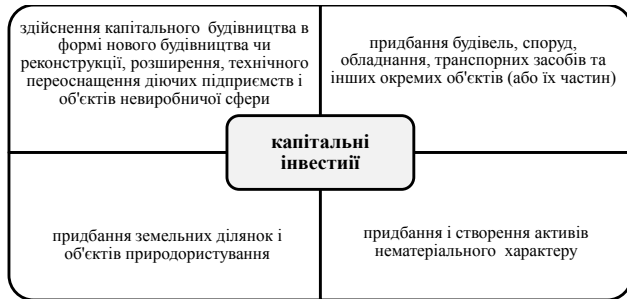 здійснення капітального будівництва в
формі нового будівництва чи
реконструкції, розширення, технічного
переоснащення діючих підприємств і
об'єктів невиробничої сфери
придбання будівель, споруд,
обладнання, транспорних засобів та
інших окремих об'єктів (або їх частин)
капітальні
інвестиії
придбання земельних ділянок і
об'єктів природористування
придбання і створення активів
нематеріального характеру